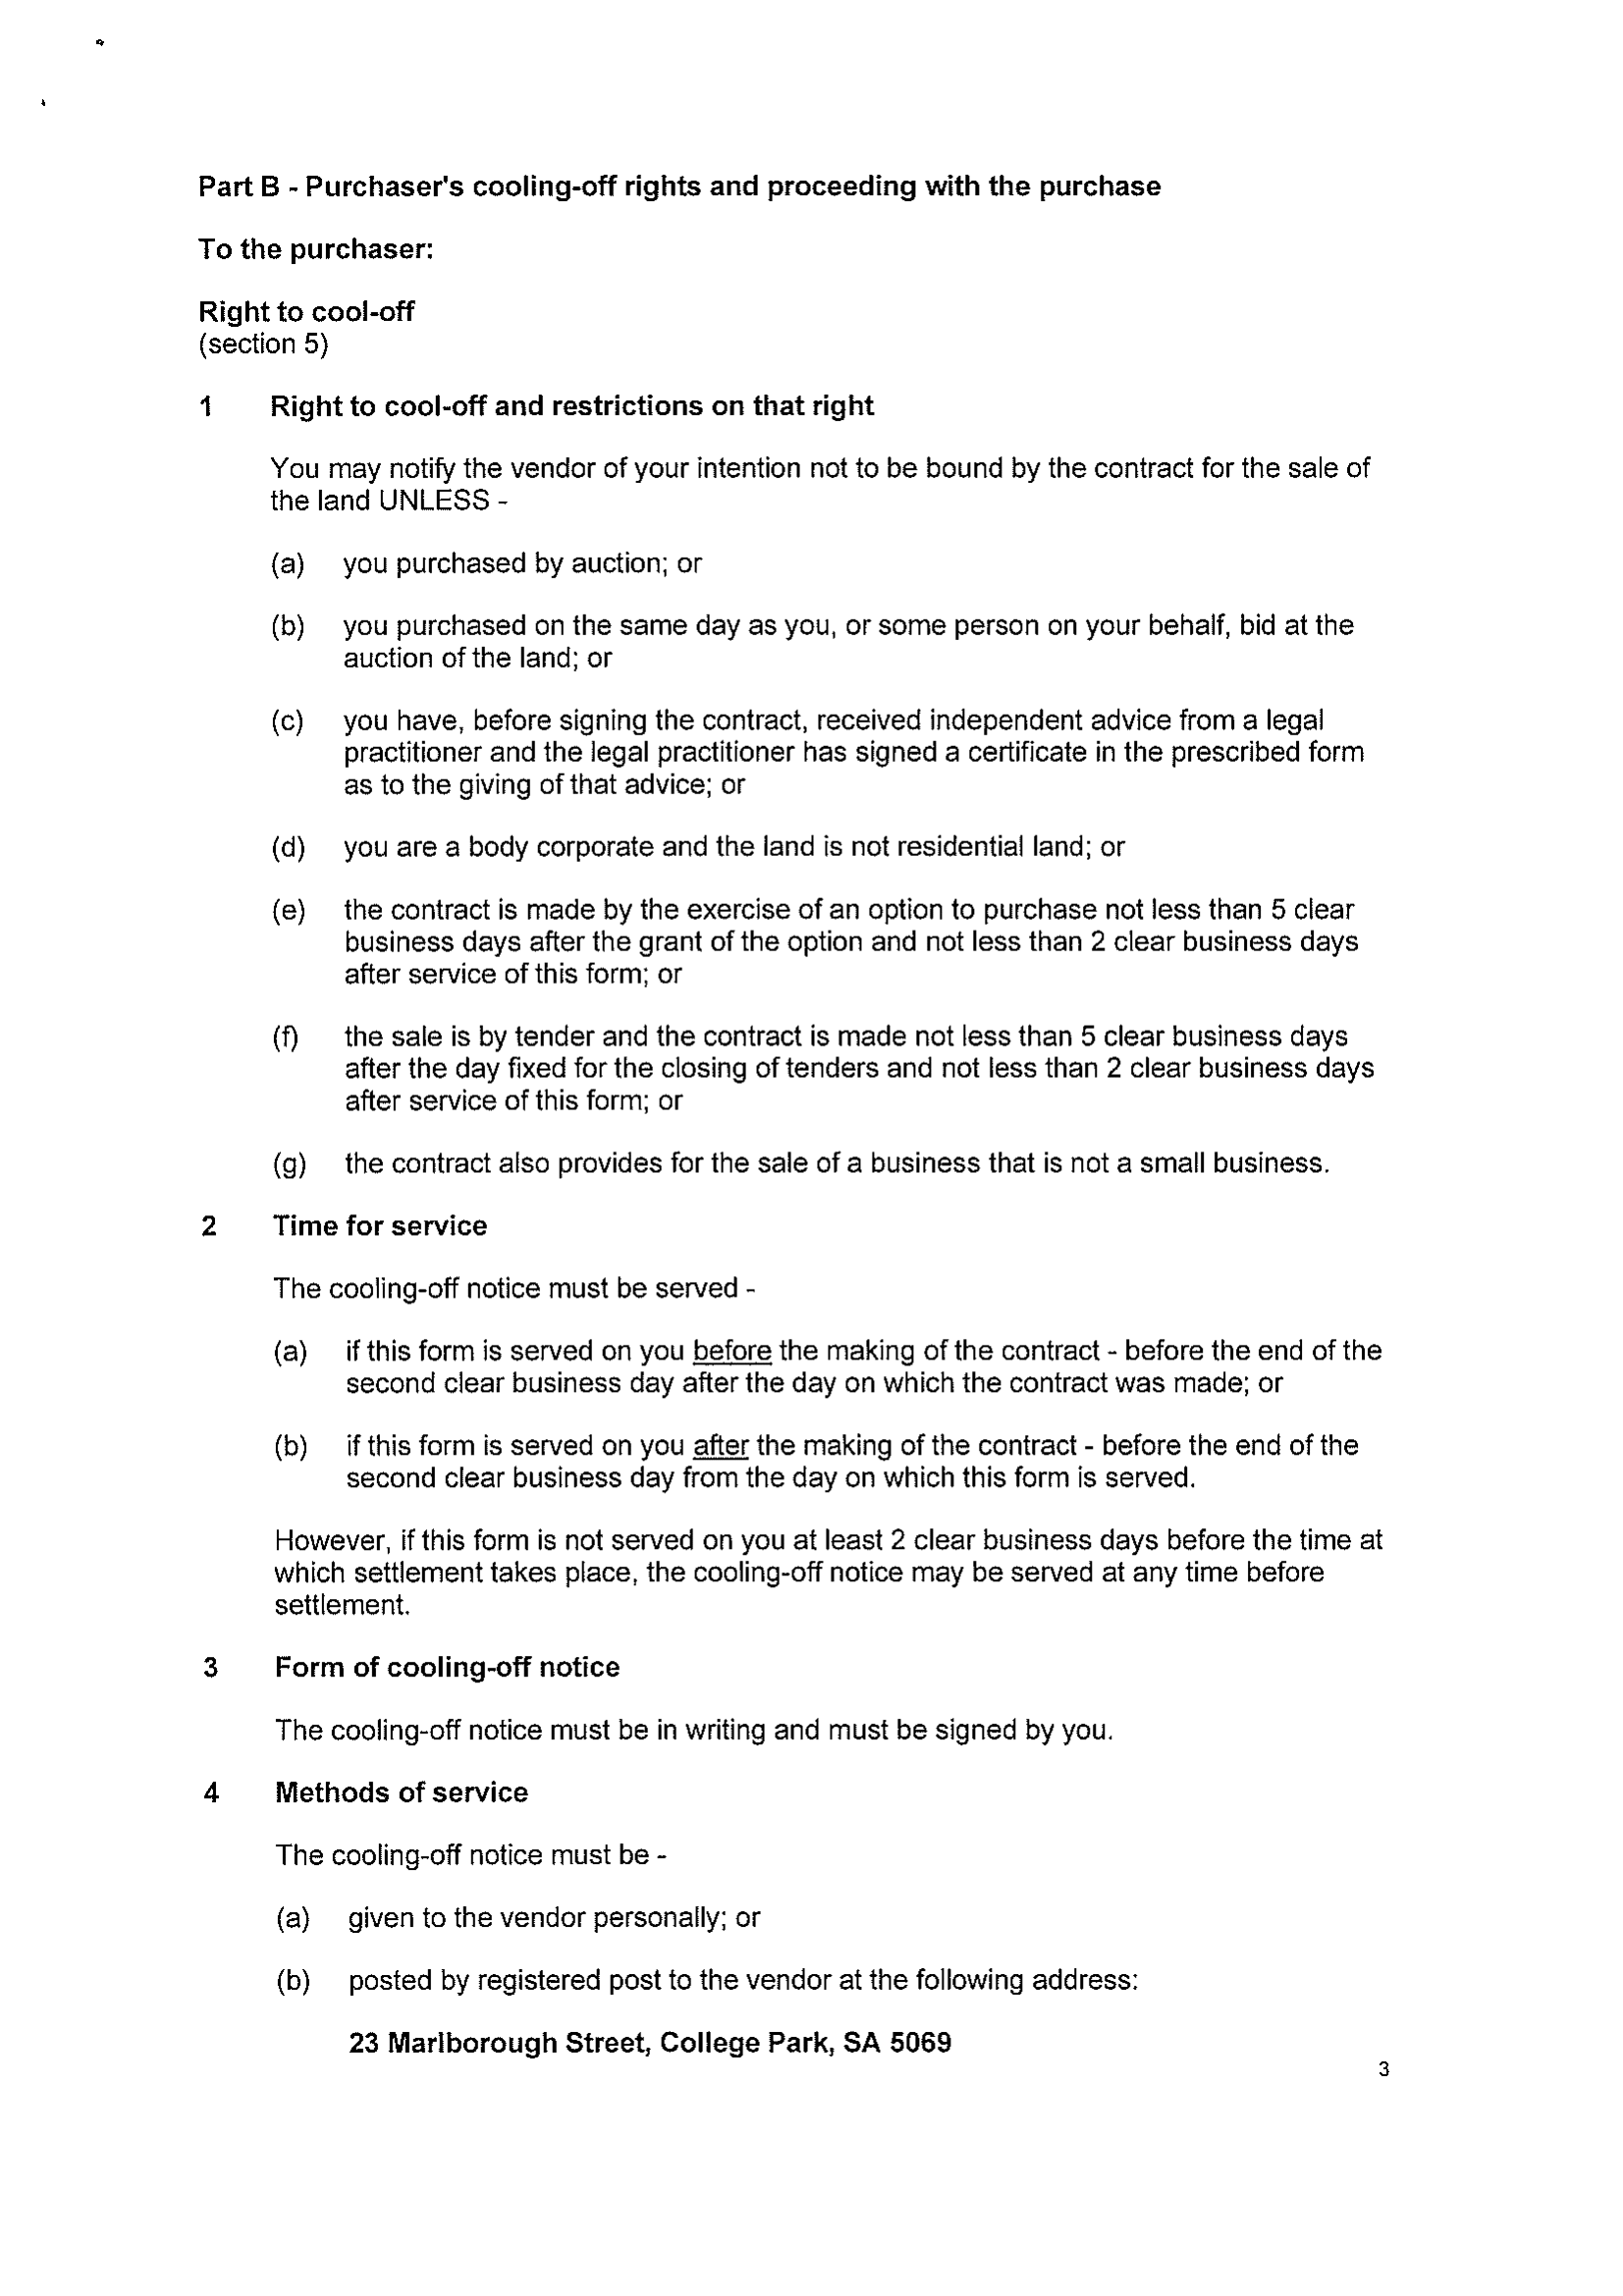 Part B - Purchaser's cooling-off rights and proceeding with the purchase
To the purchaser:
Right to cool-off
(section 5)
1 Right to cool-off and restrictions on that right
You may notify the vendor of your intention not to be bound by the contract for the sale of
the land UNLESS -
(a) you purchased by auction; or
(b) you purchased on the same day as you, or some person on your behalf, bid at the
auction of the land; or
(c) you have, before signing the contract, received independent advice from a legal
practitioner and the legal practitioner has signed a certificate in the prescribed form
as to the giving of that advice; or
(d) you are a body corporate and the land is not residential land; or
(e) the contract is made by the exercise of an option to purchase not less than 5 clear
business days after the grant of the option and not less than 2 clear business days
after service of this form; or
(f) the sale is by tender and the contract is made not less than 5 clear business days
after the day fixed for the closing of tenders and not less than 2 clear business days
after service of this form; or
(g) the contract also provides for the sale of a business that is not a small business.
2 Time for service
The cooling-off notice must be served -
(a) if this form is served on you before the making of the contract - before the end of the
second clear business day after the day on which the contract was made; or
(b) if this form is served on you after the making of the contract - before the end of the
second clear business day from the day on which this form is served.
However, if this form is not served on you at least 2 clear business days before the time at
which settlement takes place, the cooling-off notice may be served at any time before
settlement.
3 Form of cooling-off notice
The cooling-off notice must be in writing and must be signed by you.
4 Methods of service
The cooling-off notice must be -
(a) given to the vendor personally; or
(b) posted by registered post to the vendor at the following address:
23 Marlborough Street, College Park, SA 5069
3